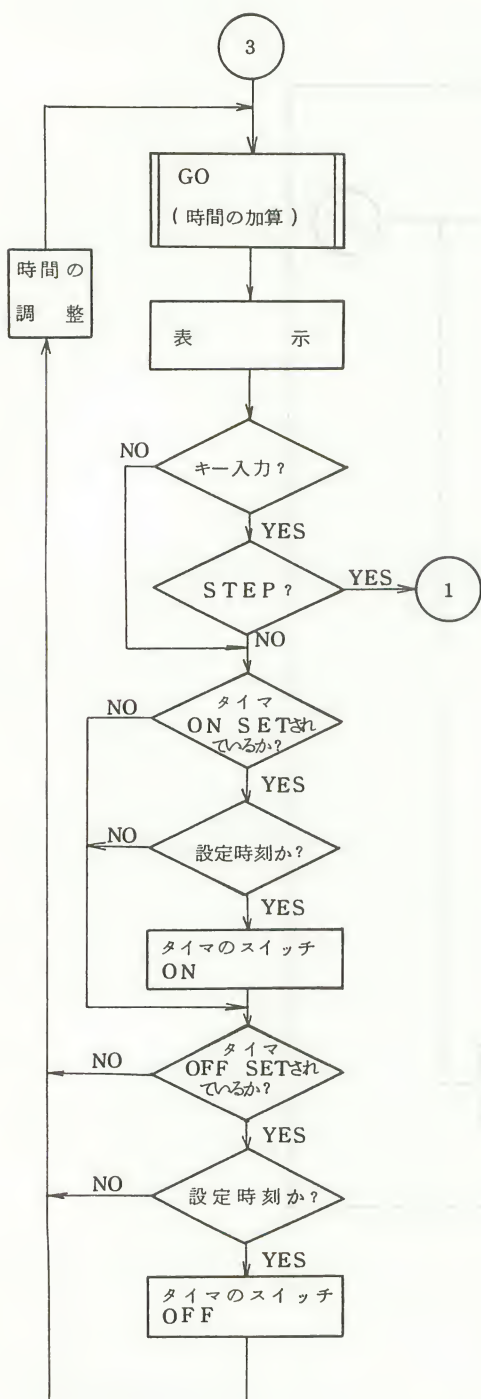 3
GO
(時間の加算)
時間の
調整
表示
NO
キー入力?
YES
STEP?
YES
1
NO
NO
タイマ
ON SETされ
ているか?
YES
NO
設定時刻か?
YES
タイマのスイッチ
ON
タイマ
NO
OFF SETされ
ているか?
YES
NO
設定時刻か?
YES
タイマのスイッチ
OFF